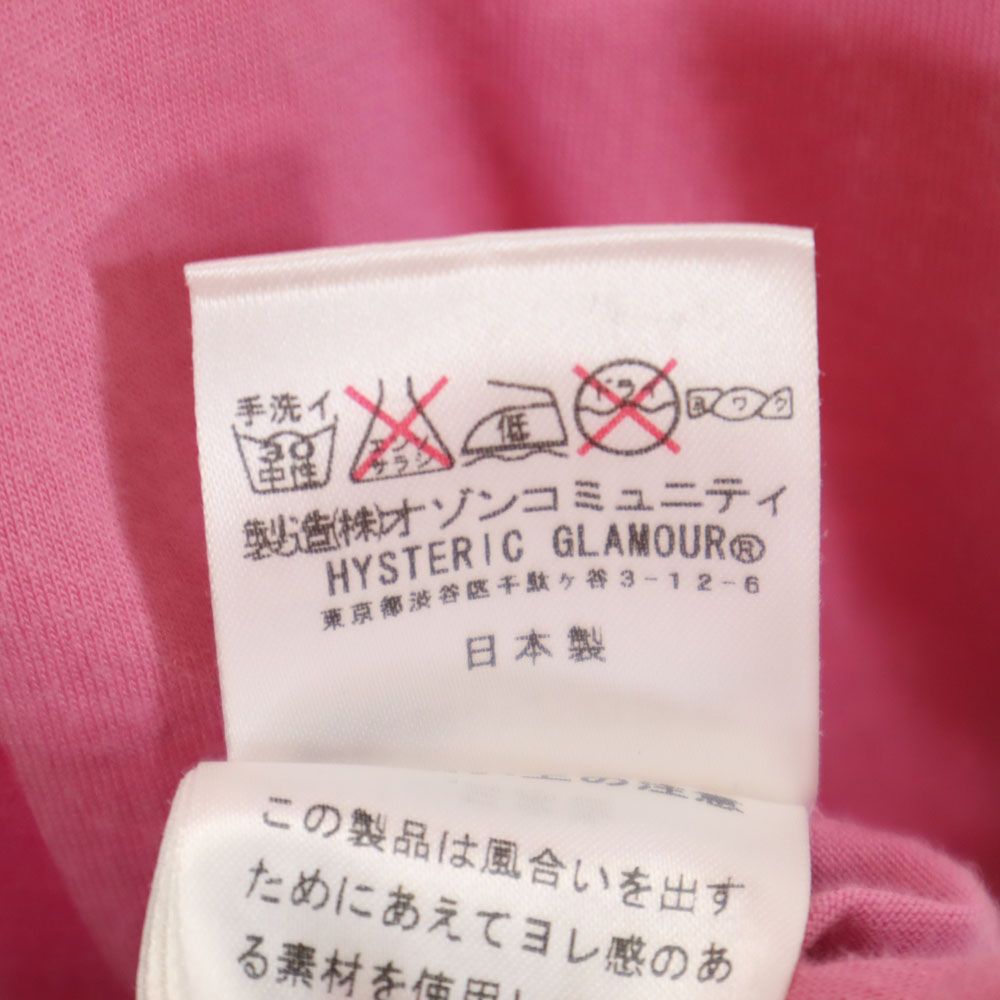 手洗イ
30
中性
エンソ
サラシ
低
ドライ
ヨワク
製造(株)オゾンコミュニティ
HYSTERIC GLAMOUR®
東京都渋谷区千駄ヶ谷3-12-6
日本製
の注意
この製品は風合いを出す
ためにあえてヨレ感のあ
る素材を使用し